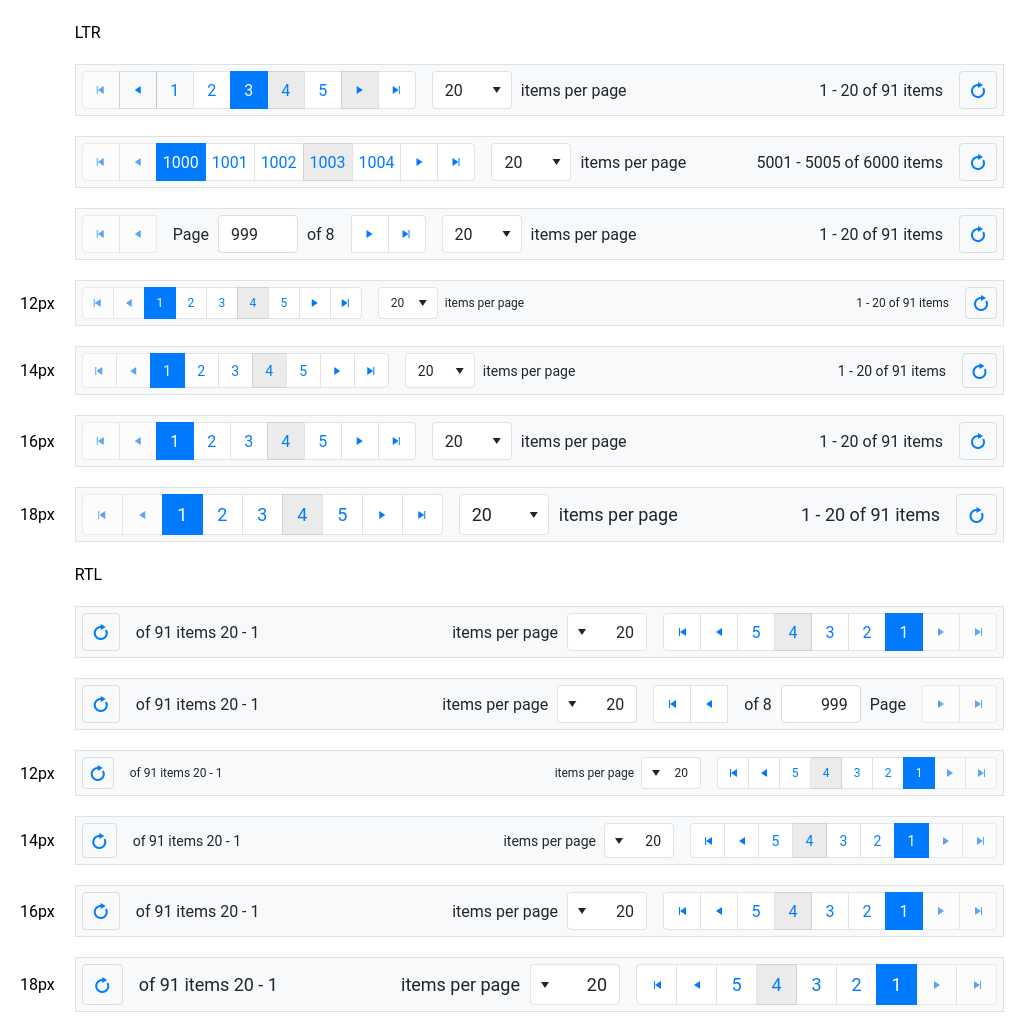 LTR
1 2 3 4 5 20 items per page 1 - 20 of 91 items
1000 1001 1002 1003 1004 20 items per page 5001 - 5005 of 6000 items
Page 999 of 8 20 items per page 1 - 20 of 91 items
12px 1 2 3 4 5 20 items per page 1 - 20 of 91 items
14px 1 2 3 4 5 20 items per page 1 - 20 of 91 items
16px 1 2 3 4 5 20 items per page 1 - 20 of 91 items
18px 1 2 3 4 5 20 items per page 1 - 20 of 91 items
RTL
of 91 items 20 - 1 items per page 20 5 4 3 2 1
of 91 items 20 - 1 items per page 20 of 8 999 Page
12px of 91 items 20 - 1 items per page 20 5 4 3 2 1
14px of 91 items 20 - 1 items per page 20 5 4 3 2 1
16px of 91 items 20 - 1 items per page 20 5 4 3 2 1
18px of 91 items 20 - 1 items per page 20 5 4 3 2 1